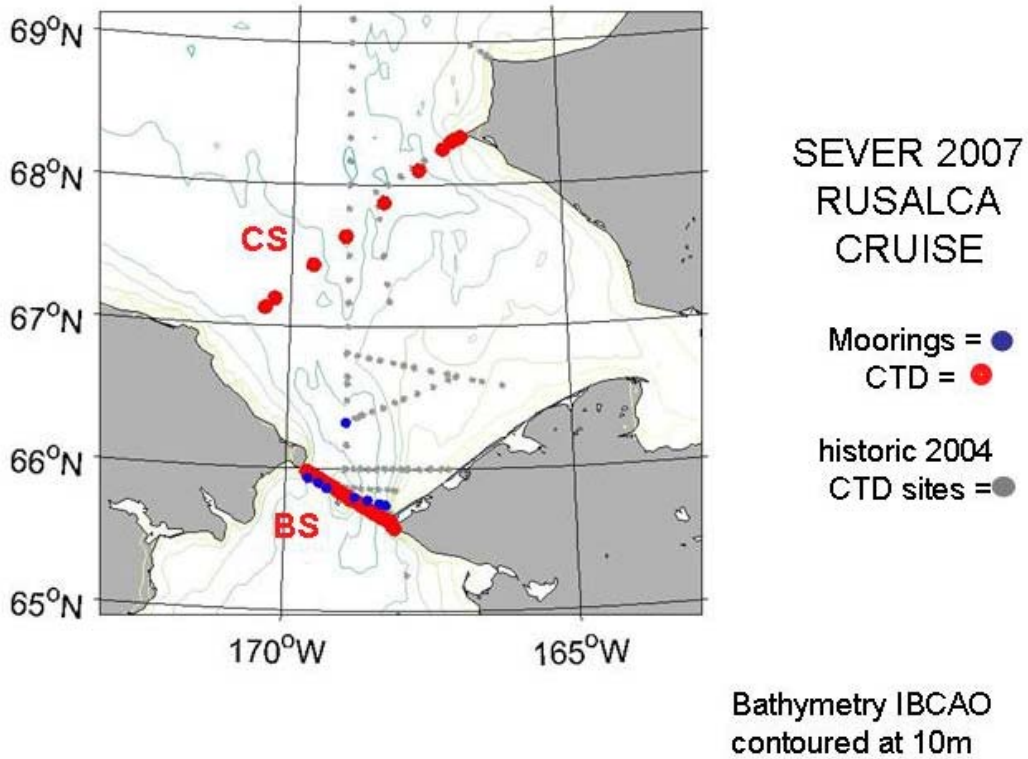 69°N
68°N
67°N
66°N
65°N
170°W
165°W
CS
BS
SEVER 2007
RUSALCA
CRUISE
Moorings =
CTD =
historic 2004
CTD sites =
Bathymetry IBCAO
contoured at 10m